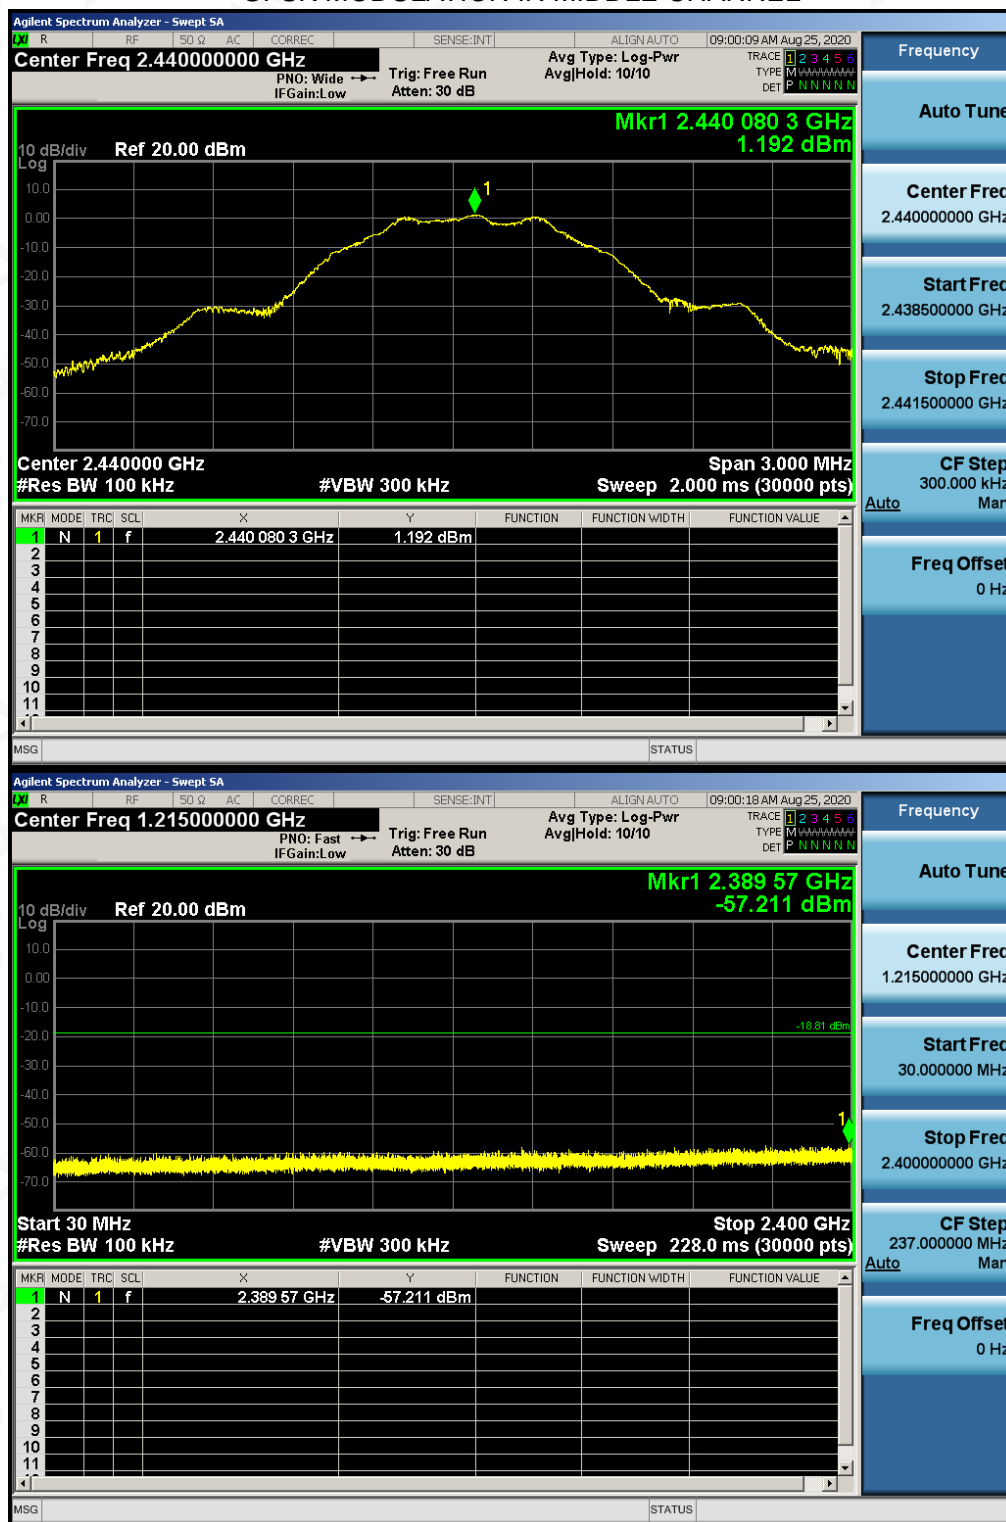 MODULATION IN MIDDLE CHANNEL
Agilent Spectrum Analyzer - Swept SA
LXI R RF 50 Ω AC CORREC SENSE:INT ALIGN AUTO 09:00:09 AM Aug 25, 2020
Center Freq 2.440000000 GHz
PNO: Wide
IFGain:Low
Trig: Free Run
Atten: 30 dB
Avg Type: Log-Pwr
Avg|Hold: 10/10
TRACE 1 2 3 4 5 6
TYPE M
DET P N N N N N
Mkr1 2.440 080 3 GHz
1.192 dBm
10 dB/div Ref 20.00 dBm
Log
10.0
0.00
-10.0
-20.0
-30.0
-40.0
-50.0
-60.0
-70.0
1
Center 2.440000 GHz Span 3.000 MHz
#Res BW 100 kHz #VBW 300 kHz Sweep 2.000 ms (30000 pts)
MKR MODE TRC SCL X Y FUNCTION FUNCTION WIDTH FUNCTION VALUE
1 N 1 f 2.440 080 3 GHz 1.192 dBm
2
3
4
5
6
7
8
9
10
11
MSG STATUS
Frequency
Auto Tune
Center Freq
2.440000000 GHz
Start Freq
2.438500000 GHz
Stop Freq
2.441500000 GHz
CF Step
300.000 kHz
Auto Man
Freq Offset
0 Hz
Agilent Spectrum Analyzer - Swept SA
LXI R RF 50 Ω AC CORREC SENSE:INT ALIGN AUTO 09:00:18 AM Aug 25, 2020
Center Freq 1.215000000 GHz
PNO: Fast
IFGain:Low
Trig: Free Run
Atten: 30 dB
Avg Type: Log-Pwr
Avg|Hold: 10/10
TRACE 1 2 3 4 5 6
TYPE M
DET P N N N N N
Mkr1 2.389 57 GHz
-57.211 dBm
10 dB/div Ref 20.00 dBm
Log
10.0
0.00
-10.0
-20.0
-30.0
-40.0
-50.0
-60.0
-70.0
-18.81 dBm
1
Start 30 MHz Stop 2.400 GHz
#Res BW 100 kHz #VBW 300 kHz Sweep 228.0 ms (30000 pts)
MKR MODE TRC SCL X Y FUNCTION FUNCTION WIDTH FUNCTION VALUE
1 N 1 f 2.389 57 GHz -57.211 dBm
2
3
4
5
6
7
8
9
10
11
MSG STATUS
Frequency
Auto Tune
Center Freq
1.215000000 GHz
Start Freq
30.000000 MHz
Stop Freq
2.400000000 GHz
CF Step
237.000000 MHz
Auto Man
Freq Offset
0 Hz